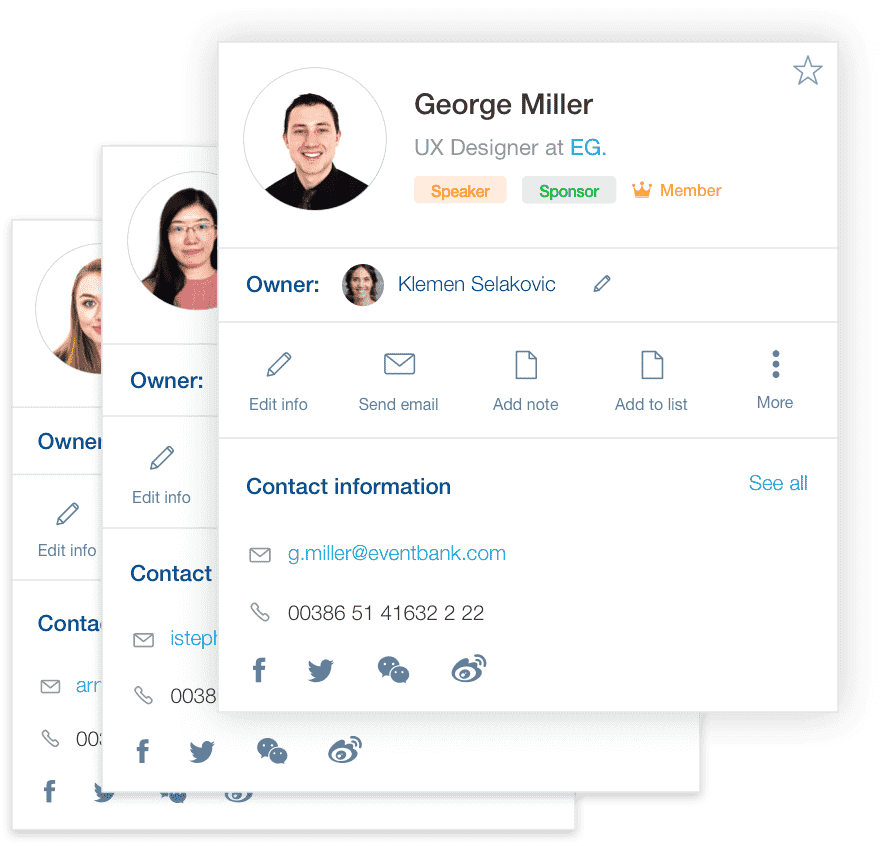 George Miller
UX Designer at EG.
Speaker Sponsor Member
Owner: Klemen Selakovic
Edit info Send email Add note Add to list More
Contact information See all
g.miller@eventbank.com
00386 51 41632 2 22
Owner:
Edit info
Contact
istep
0038
Owner
Edit info
Conta
ar
00